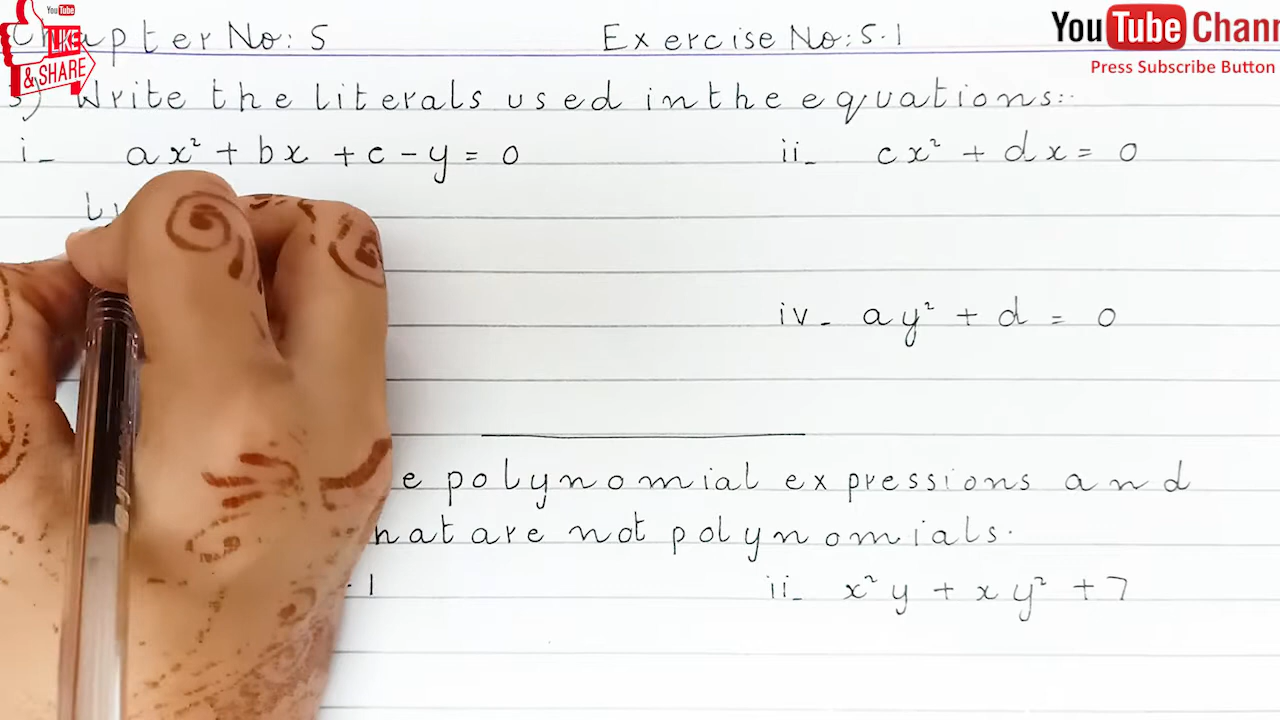 YouTube
LIKE
& SHARE
Chapter No: 5 Exercise No: 5.1
YouTube Chann
Press Subscribe Button
3) Write the literals used in the equations:-
i- ax² + bx + c - y = 0 ii- cx² + dx = 0
iv- ay² + d = 0
e polynomial expressions and
hat are not polynomials.
ii- x²y + xy² + 7